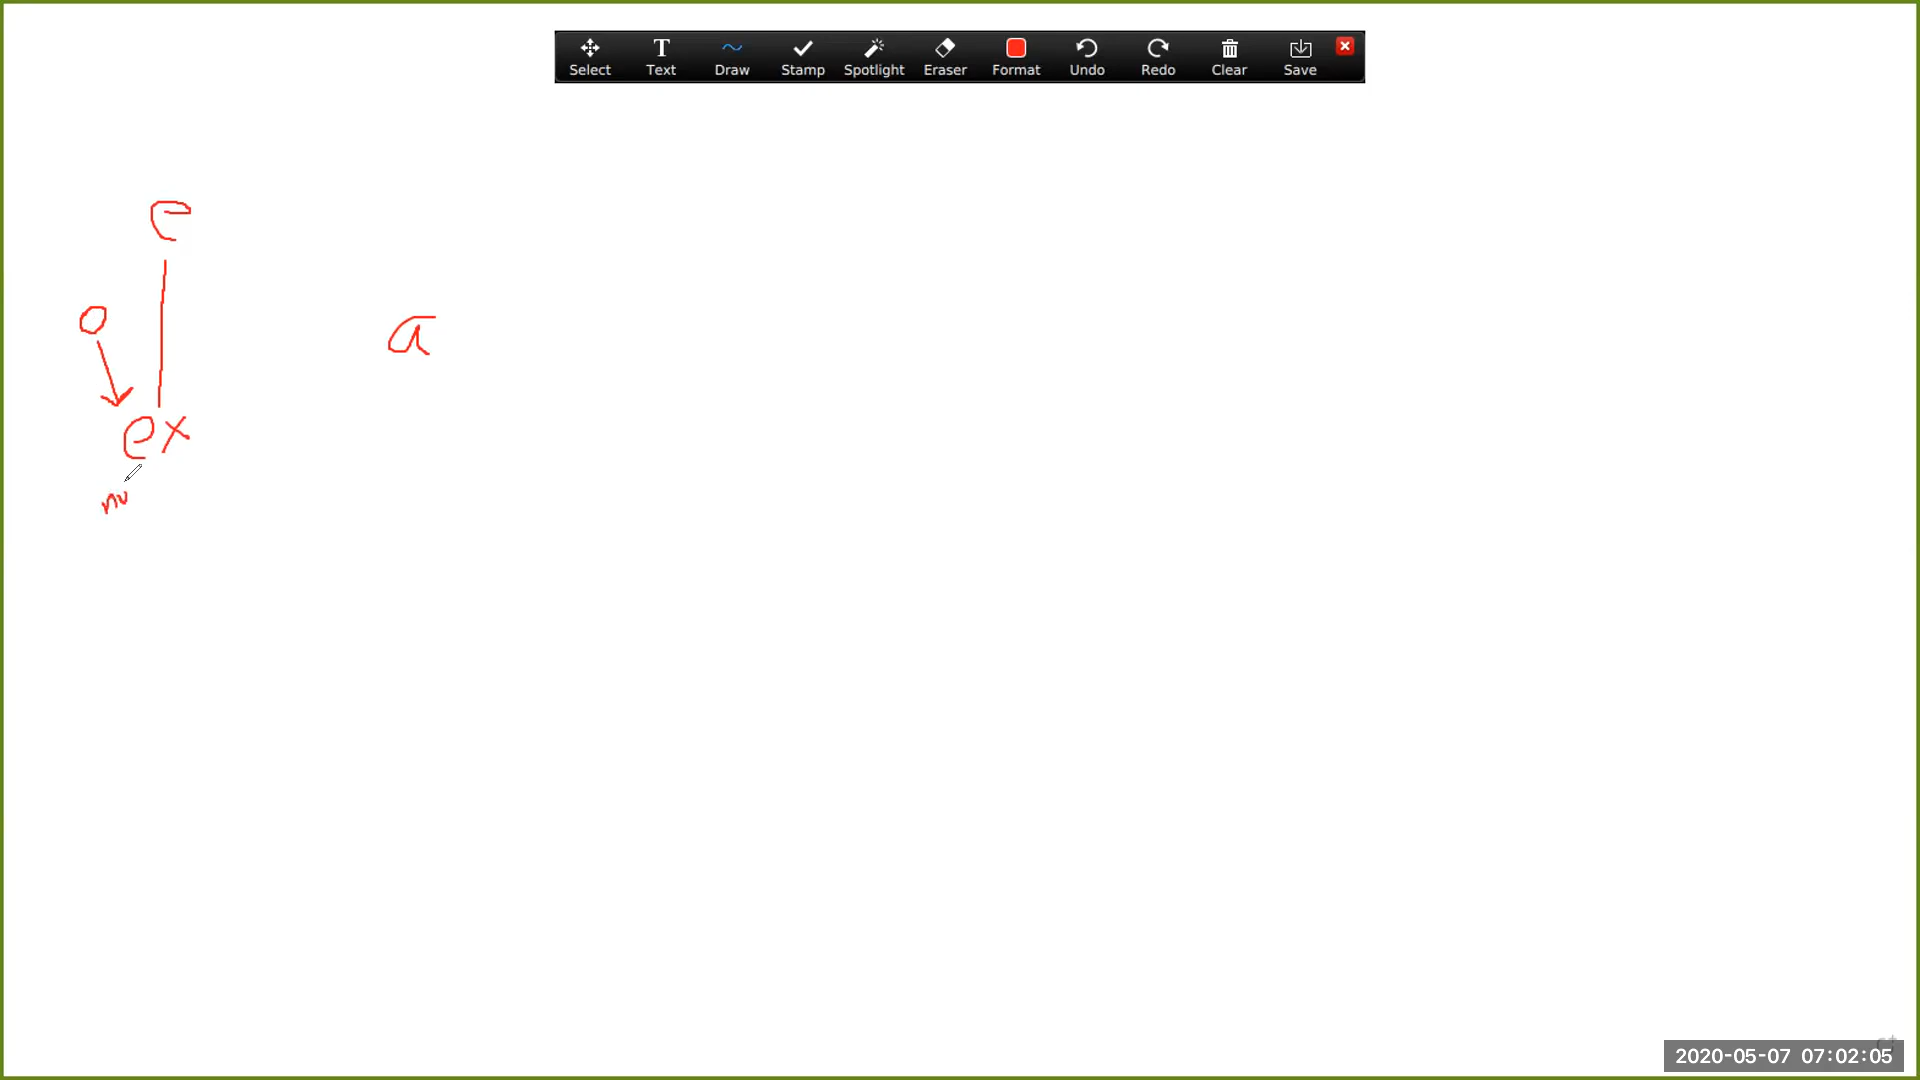 Select Text Draw Stamp Spotlight Eraser Format Undo Redo Clear Save
e
o
a
ex
2020-05-07 07:02:05